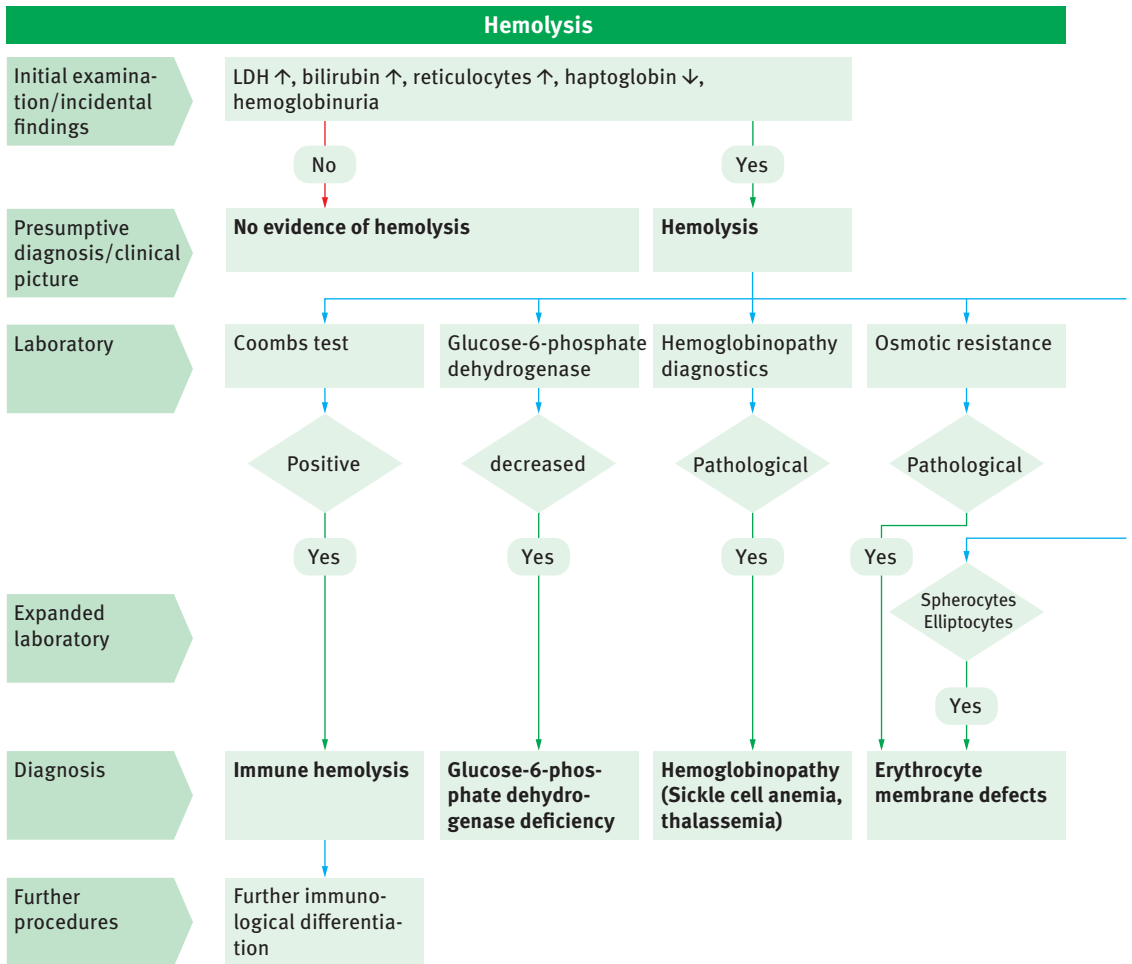 Hemolysis
Initial examina-
tion/incidental
findings
LDH ↑, bilirubin ↑, reticulocytes ↑, haptoglobin ↓,
hemoglobinuria
No
Yes
Presumptive
diagnosis/clinical
picture
No evidence of hemolysis
Hemolysis
Laboratory
Coombs test
Glucose-6-phosphate
dehydrogenase
Hemoglobinopathy
diagnostics
Osmotic resistance
Positive
decreased
Pathological
Pathological
Yes
Yes
Yes
Yes
Expanded
laboratory
Spherocytes
Elliptocytes
Yes
Diagnosis
Immune hemolysis
Glucose-6-phos-
phate dehydro-
genase deficiency
Hemoglobinopathy
(Sickle cell anemia,
thalassemia)
Erythrocyte
membrane defects
Further
procedures
Further immuno-
logical differentia-
tion